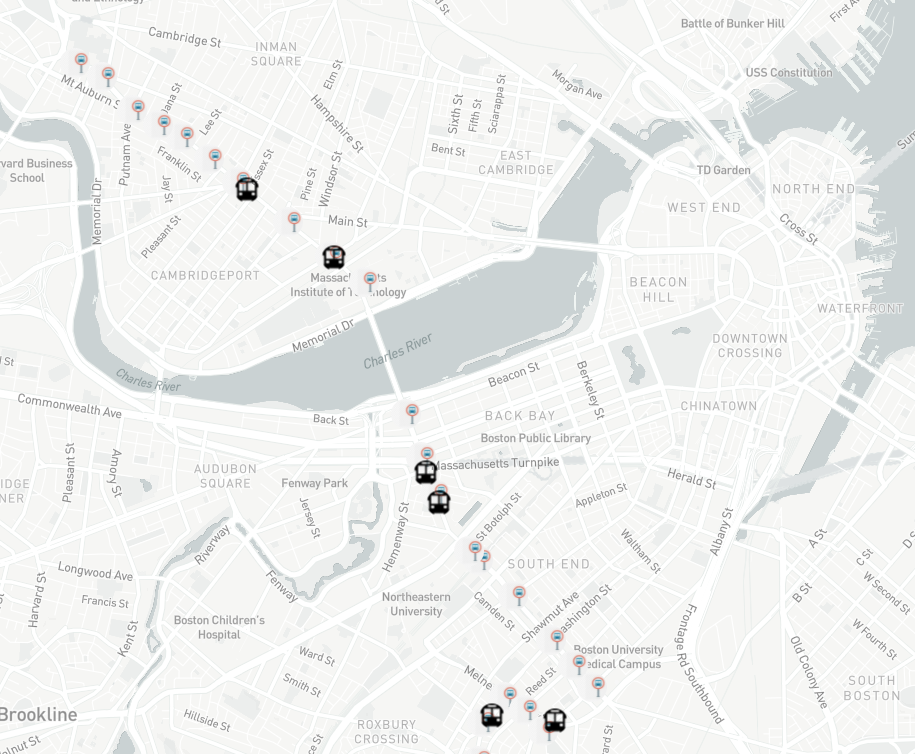 and Ethnology
Cambridge St
INMAN
SQUARE
Elm St
Morgan Ave
Battle of Bunker Hill
First Ave
USS Constitution
Mt Auburn S
Jana St
Lee St
Hampshire St
Sixth St
Fifth St
Sciarappa St
Putnam Ave
Bent St
EAST
CAMBRIDGE
TD Garden
Franklin St
Pine St
Windsor St
Business
School
Jay St
NORTH END
WEST END
Memorial Dr
Pleasant St
Main St
Cross St
CAMBRIDGEPORT
Institute of
BEACON
HILL
WATERFRONT
Memorial Dr
Charles River
DOWNTOWN
CROSSING
Charles River
Beacon St
Berkeley St
Commonwealth Ave
Back St
BACK BAY
CHINATOWN
Boston Public Library
Massachusetts Turnpike
Pleasant St
Amory St
AUDUBON
SQUARE
Fenway Park
Herald St
Appleton St
Jersey St
Hemenway St
St Botolph St
Albany St
A St
Riverway
Waltham St
C St
D S
Longwood Ave
Fenway
SOUTH END
W Second St
B St
Harvard St
Francis St
Northeastern
University
Camden St
Shawmut Ave
Washington St
Boston Children's
Hospital
Kent St
W Fourth St
Frontage Rd Southbound
Old Colony Ave
Boston University
Medical Campus
Ward St
Melne
Reed St
Smith St
SOUTH
BOSTON
Brookline
Hillside St
ROXBURY
CROSSING